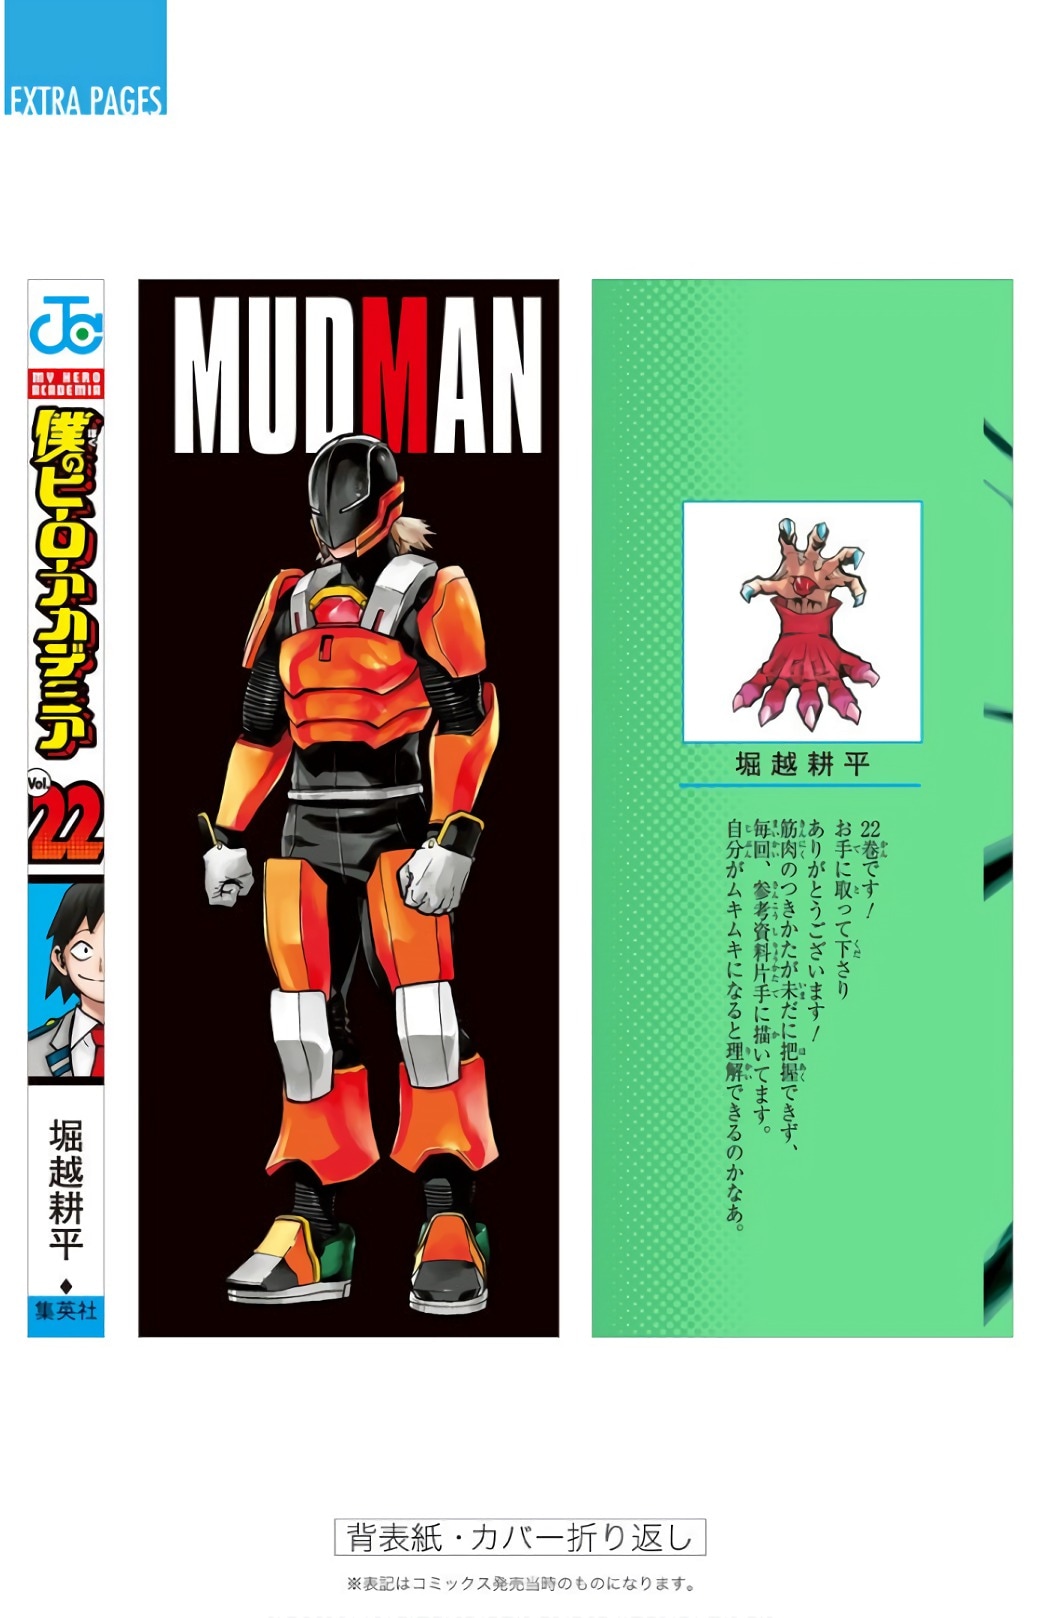 EXTRA PAGES
JC
MY HERO
ACADEMIA
僕のヒーローアカデミア
ぼく
Vol.
22
堀越耕平
◆
集英社
MUDMAN
堀越耕平
22巻です!
お手に取って下さり
ありがとうございます!
筋肉のつきかたが未だに把握できず、
毎回、参考資料片手に描いてます。
自分がムキムキになると理解できるのかなあ。
背表紙・カバー折り返し
※表記はコミックス発売当時のものになります。